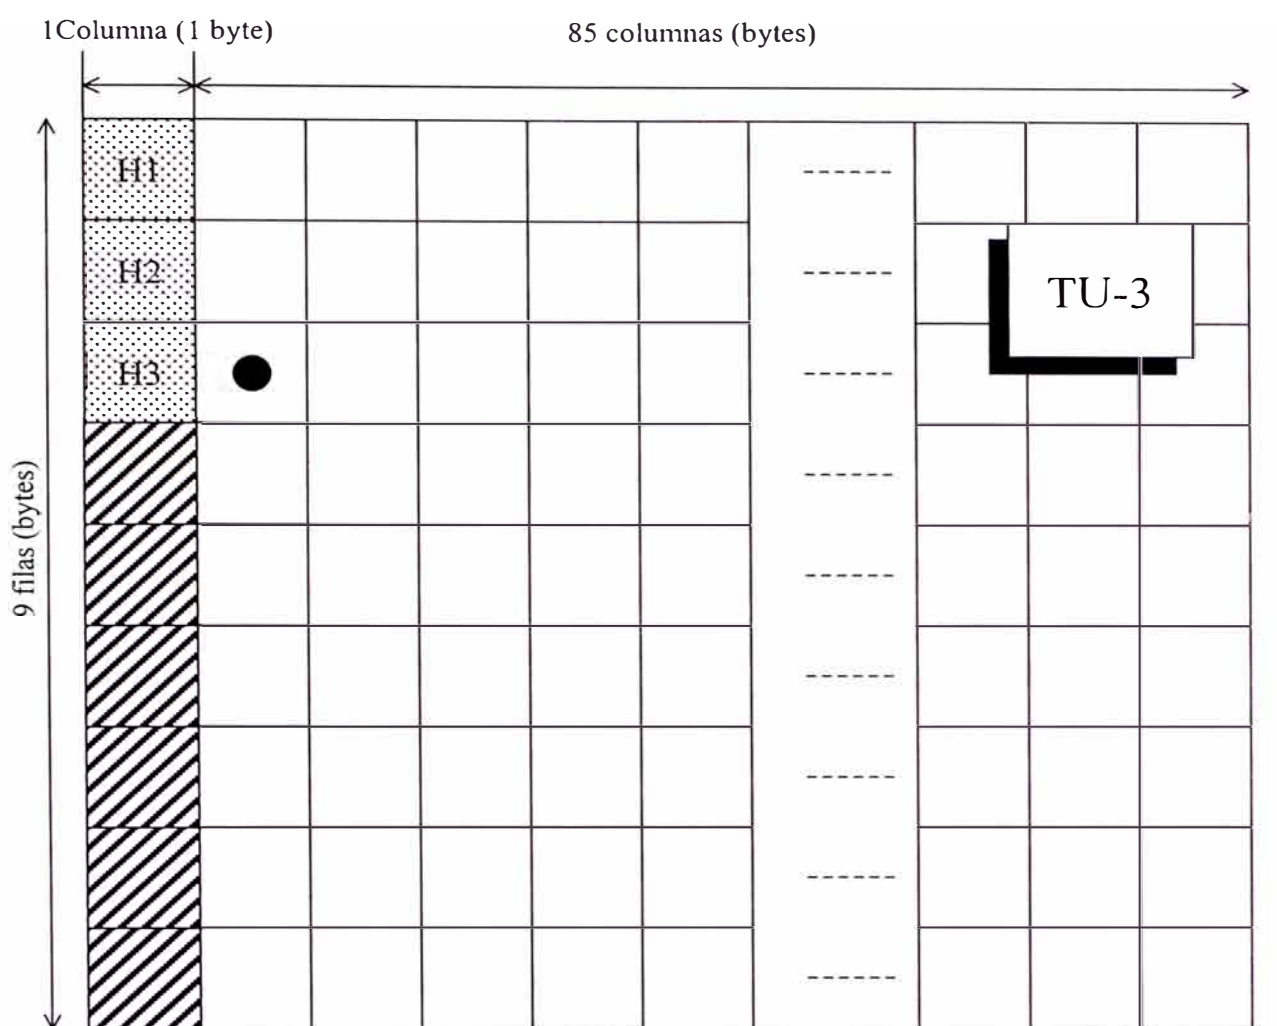 1Columna (1 byte)
85 columnas (bytes)
H1
H2
TU-3
H3
9 filas (bytes)